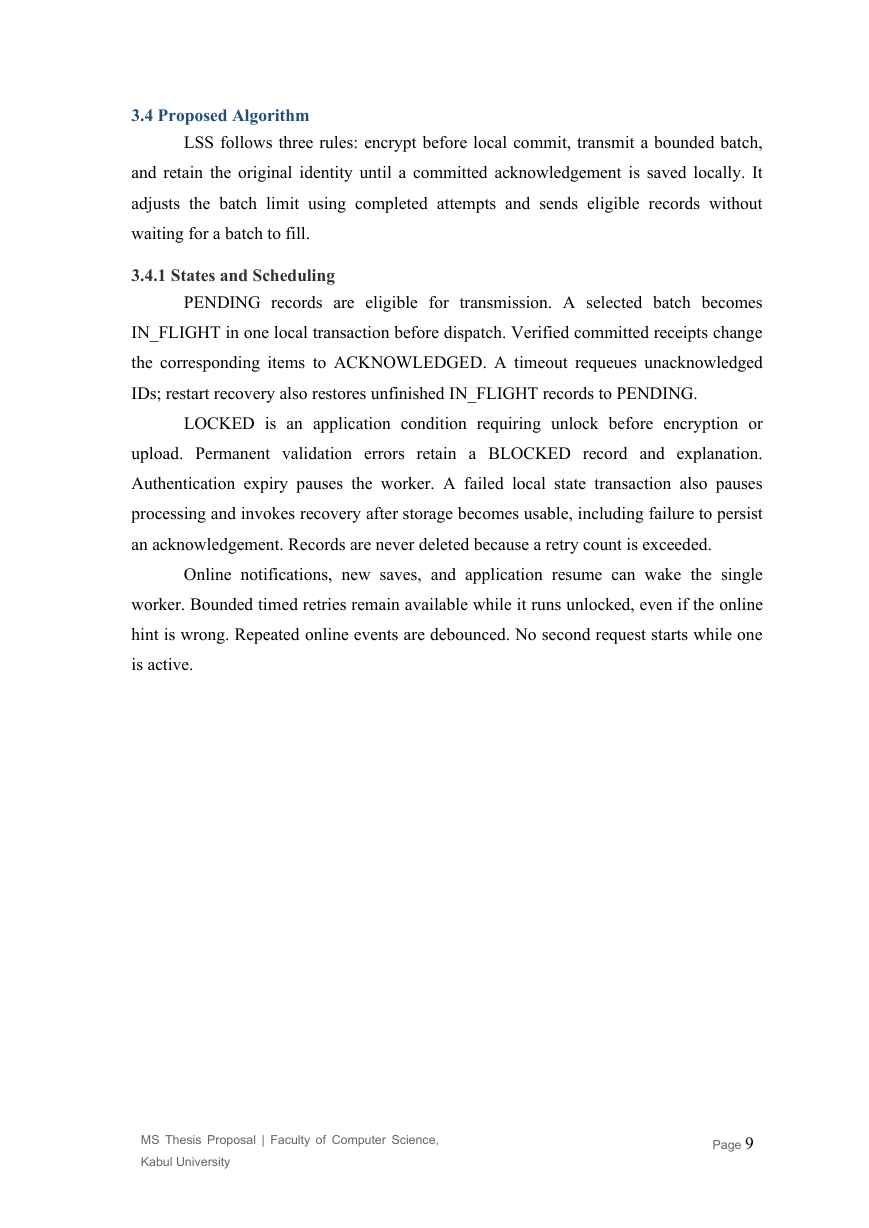 3.4 Proposed Algorithm
LSS follows three rules: encrypt before local commit, transmit a bounded batch,
and retain the original identity until a committed acknowledgement is saved locally. It
adjusts the batch limit using completed attempts and sends eligible records without
waiting for a batch to fill.
3.4.1 States and Scheduling
PENDING records are eligible for transmission. A selected batch becomes
IN_FLIGHT in one local transaction before dispatch. Verified committed receipts change
the corresponding items to ACKNOWLEDGED. A timeout requeues unacknowledged
IDs; restart recovery also restores unfinished IN_FLIGHT records to PENDING.
LOCKED is an application condition requiring unlock before encryption or
upload. Permanent validation errors retain a BLOCKED record and explanation.
Authentication expiry pauses the worker. A failed local state transaction also pauses
processing and invokes recovery after storage becomes usable, including failure to persist
an acknowledgement. Records are never deleted because a retry count is exceeded.
Online notifications, new saves, and application resume can wake the single
worker. Bounded timed retries remain available while it runs unlocked, even if the online
hint is wrong. Repeated online events are debounced. No second request starts while one
is active.
MS Thesis Proposal | Faculty of Computer Science,
Kabul University
Page 9